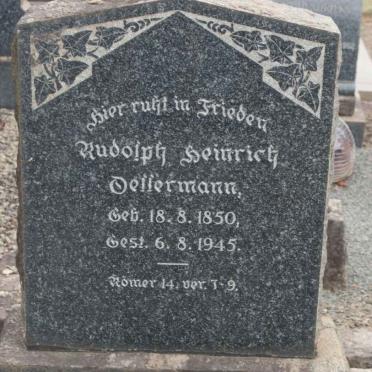 Hier ruht in Frieden
Rudolph Heinrich
Oellermann,
Geb. 18. 8. 1850,
Gest. 6. 8. 1945.
Römer 14, ver. 7-9.